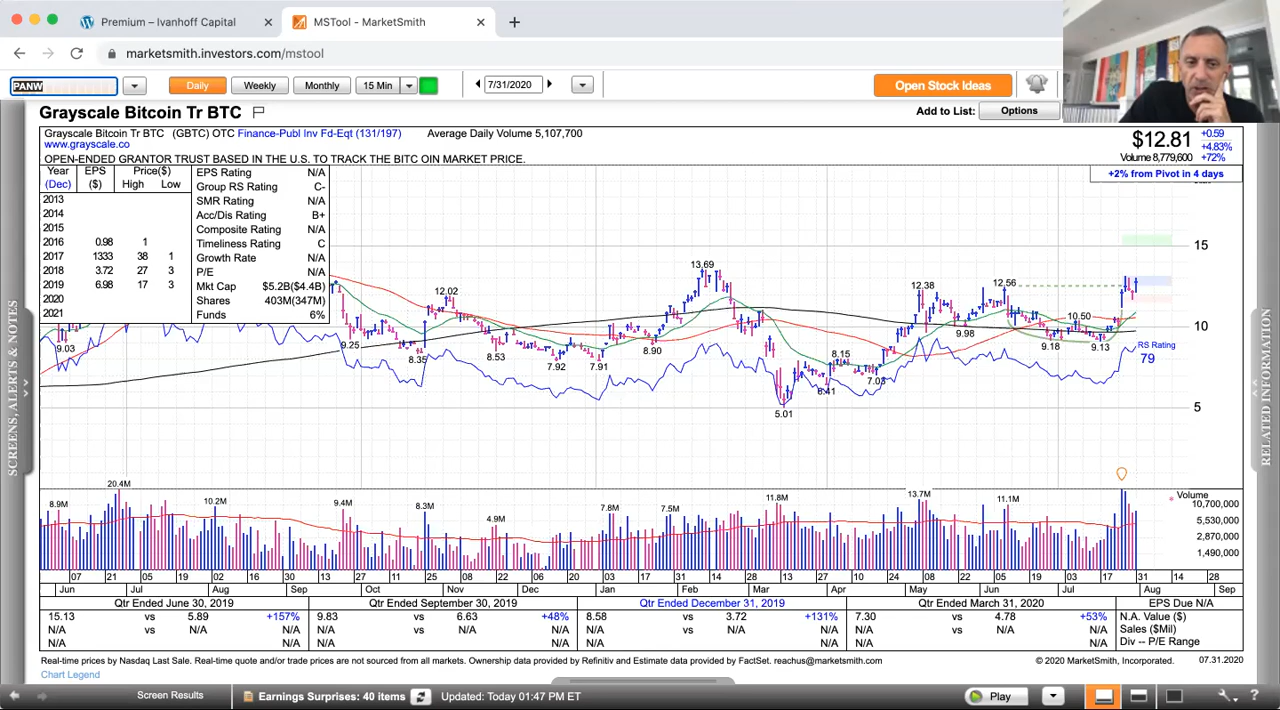 Premium – Ivanhoff Capital
MSTool - MarketSmith
marketsmith.investors.com/mstool
PANW
Daily
Weekly
Monthly
15 Min
7/31/2020
Open Stock Ideas
Grayscale Bitcoin Tr BTC
Add to List:
Options
Grayscale Bitcoin Tr BTC (GBTC) OTC Finance-Publ Inv Fd-Eqt (131/197) Average Daily Volume 5,107,700
www.grayscale.co
OPEN-ENDED GRANTOR TRUST BASED IN THE U.S. TO TRACK THE BITC OIN MARKET PRICE.
$12.81
+0.59
+4.83%
Volume 8,779,600 +72%
+2% from Pivot in 4 days
Year EPS Price($)
(Dec) ($) High Low
2013
2014
2015
2016 0.98 1
2017 1333 38 1
2018 3.72 27 3
2019 6.98 17 3
2020
2021
EPS Rating N/A
Group RS Rating C-
SMR Rating N/A
Acc/Dis Rating B+
Composite Rating N/A
Timeliness Rating C
Growth Rate N/A
P/E N/A
Mkt Cap $5.2B($4.4B)
Shares 403M(347M)
Funds 6%
15
10
5
13.69
12.02
12.38
12.56
10.50
9.03
9.25
8.35
8.53
7.92
7.91
8.90
5.01
8.15
8.41
7.03
9.98
9.18
9.13
RS Rating
79
8.9M
20.4M
10.2M
9.4M
8.3M
4.9M
7.8M
7.5M
11.8M
13.7M
11.1M
Volume
10,700,000
5,530,000
2,870,000
1,490,000
07 21 05 19 02 16 30 13 27 11 25 08 22 06 20 03 17 31 14 28 13 27 10 24 08 22 05 19 03 17 31 14 28
Jun Jul Aug Sep Oct Nov Dec Jan Feb Mar Apr May Jun Jul Aug Sep
Qtr Ended June 30, 2019
15.13 vs 5.89 +157%
N/A vs N/A N/A
N/A N/A
Qtr Ended September 30, 2019
9.83 vs 6.63 +48%
N/A vs N/A N/A
N/A N/A
Qtr Ended December 31, 2019
8.58 vs 3.72 +131%
N/A vs N/A N/A
N/A N/A
Qtr Ended March 31, 2020
7.30 vs 4.78 +53%
N/A vs N/A N/A
N/A N/A
EPS Due N/A
N.A. Value ($)
Sales ($Mil)
Div -- P/E Range
Real-time prices by Nasdaq Last Sale. Real-time quote and/or trade prices are not sourced from all markets. Ownership data provided by Refinitiv and Estimate data provided by FactSet. reachus@marketsmith.com
© 2020 MarketSmith, Incorporated.
07.31.2020
Chart Legend
SCREENS, ALERTS & NOTES
RELATED INFORMATION
Screen Results
Earnings Surprises: 40 items
Updated: Today 01:47 PM ET
Play